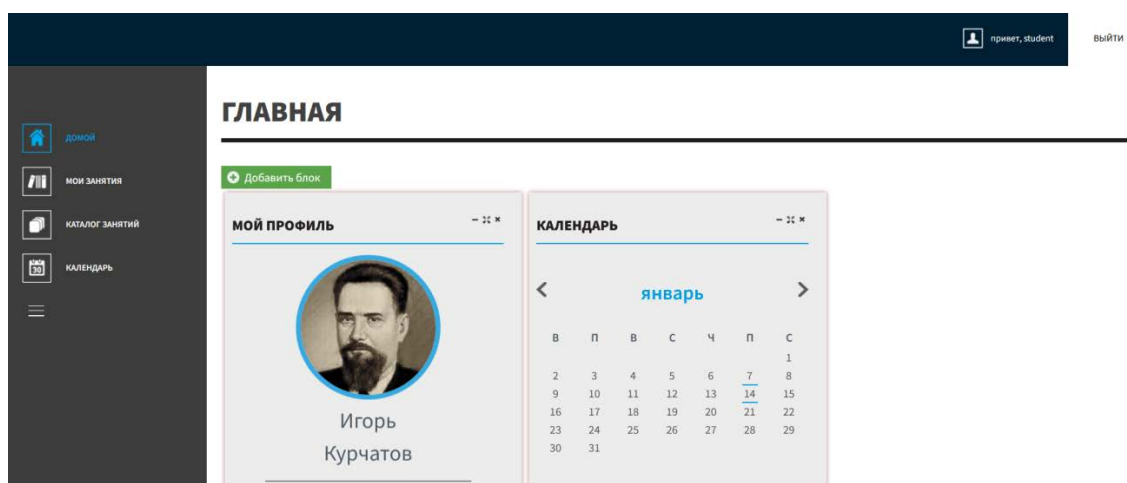 привет, student
выйти
ГЛАВНАЯ
домой
мои занятия
каталог занятий
30
календарь
Добавить блок
МОЙ ПРОФИЛЬ
Игорь
Курчатов
КАЛЕНДАРЬ
январь
В П В С Ч П С
1
2 3 4 5 6 7 8
9 10 11 12 13 14 15
16 17 18 19 20 21 22
23 24 25 26 27 28 29
30 31